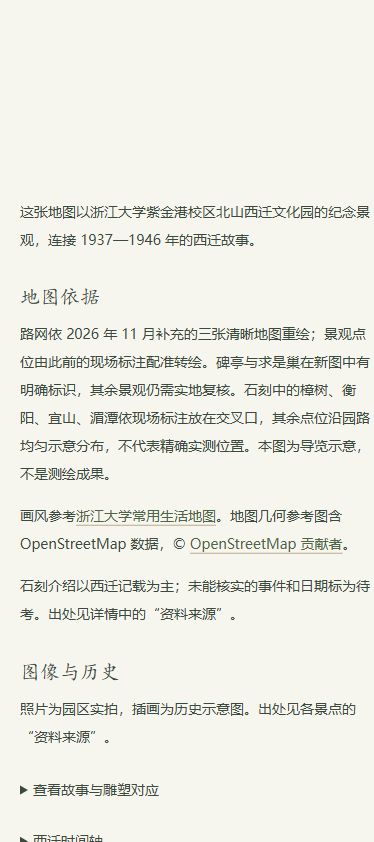 这张地图以浙江大学紫金港校区北山西迁文化园的纪念景
观，连接 1937—1946 年的西迁故事。
地图依据
路网依 2026 年 11 月补充的三张清晰地图重绘；景观点
位由此前的现场标注配准转绘。碑亭与求是巢在新图中有
明确标识，其余景观仍需实地复核。石刻中的樟树、衡
阳、宜山、湄潭依现场标注放在交叉口，其余点位沿园路
均匀示意分布，不代表精确实测位置。本图为导览示意，
不是测绘成果。
画风参考浙江大学常用生活地图。地图几何参考图含
OpenStreetMap 数据，© OpenStreetMap 贡献者。
石刻介绍以西迁记载为主；未能核实的事件和日期标为待
考。出处见详情中的“资料来源”。
图像与历史
照片为园区实拍，插画为历史示意图。出处见各景点的
“资料来源”。
▶ 查看故事与雕塑对应
▶ 西迁时间轴